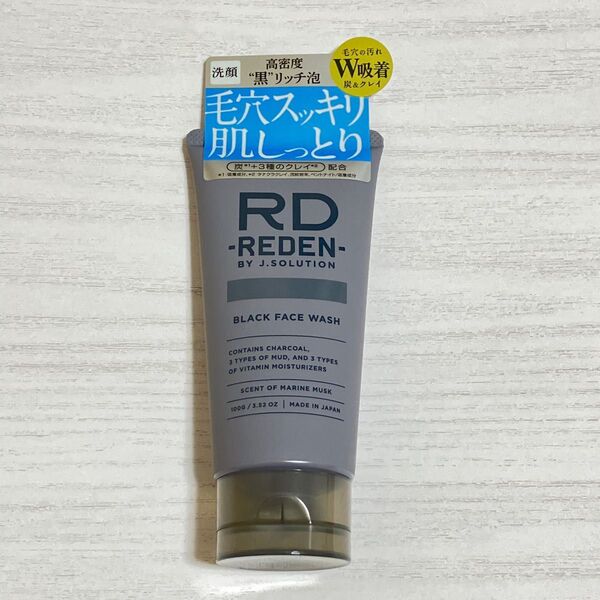 洗顔
高密度
“黒”リッチ泡
毛穴の汚れ
W吸着
炭&クレイ
毛穴スッキリ
肌しっとり
炭*1+3種のクレイ*2 配合
RD
-REDEN-
BY J.SOLUTION
BLACK FACE WASH
CONTAINS CHARCOAL,
3 TYPES OF MUD, AND 3 TYPES
OF VITAMIN MOISTURIZERS
SCENT OF MARINE MUSK
100G / 3.52 OZ | MADE IN JAPAN